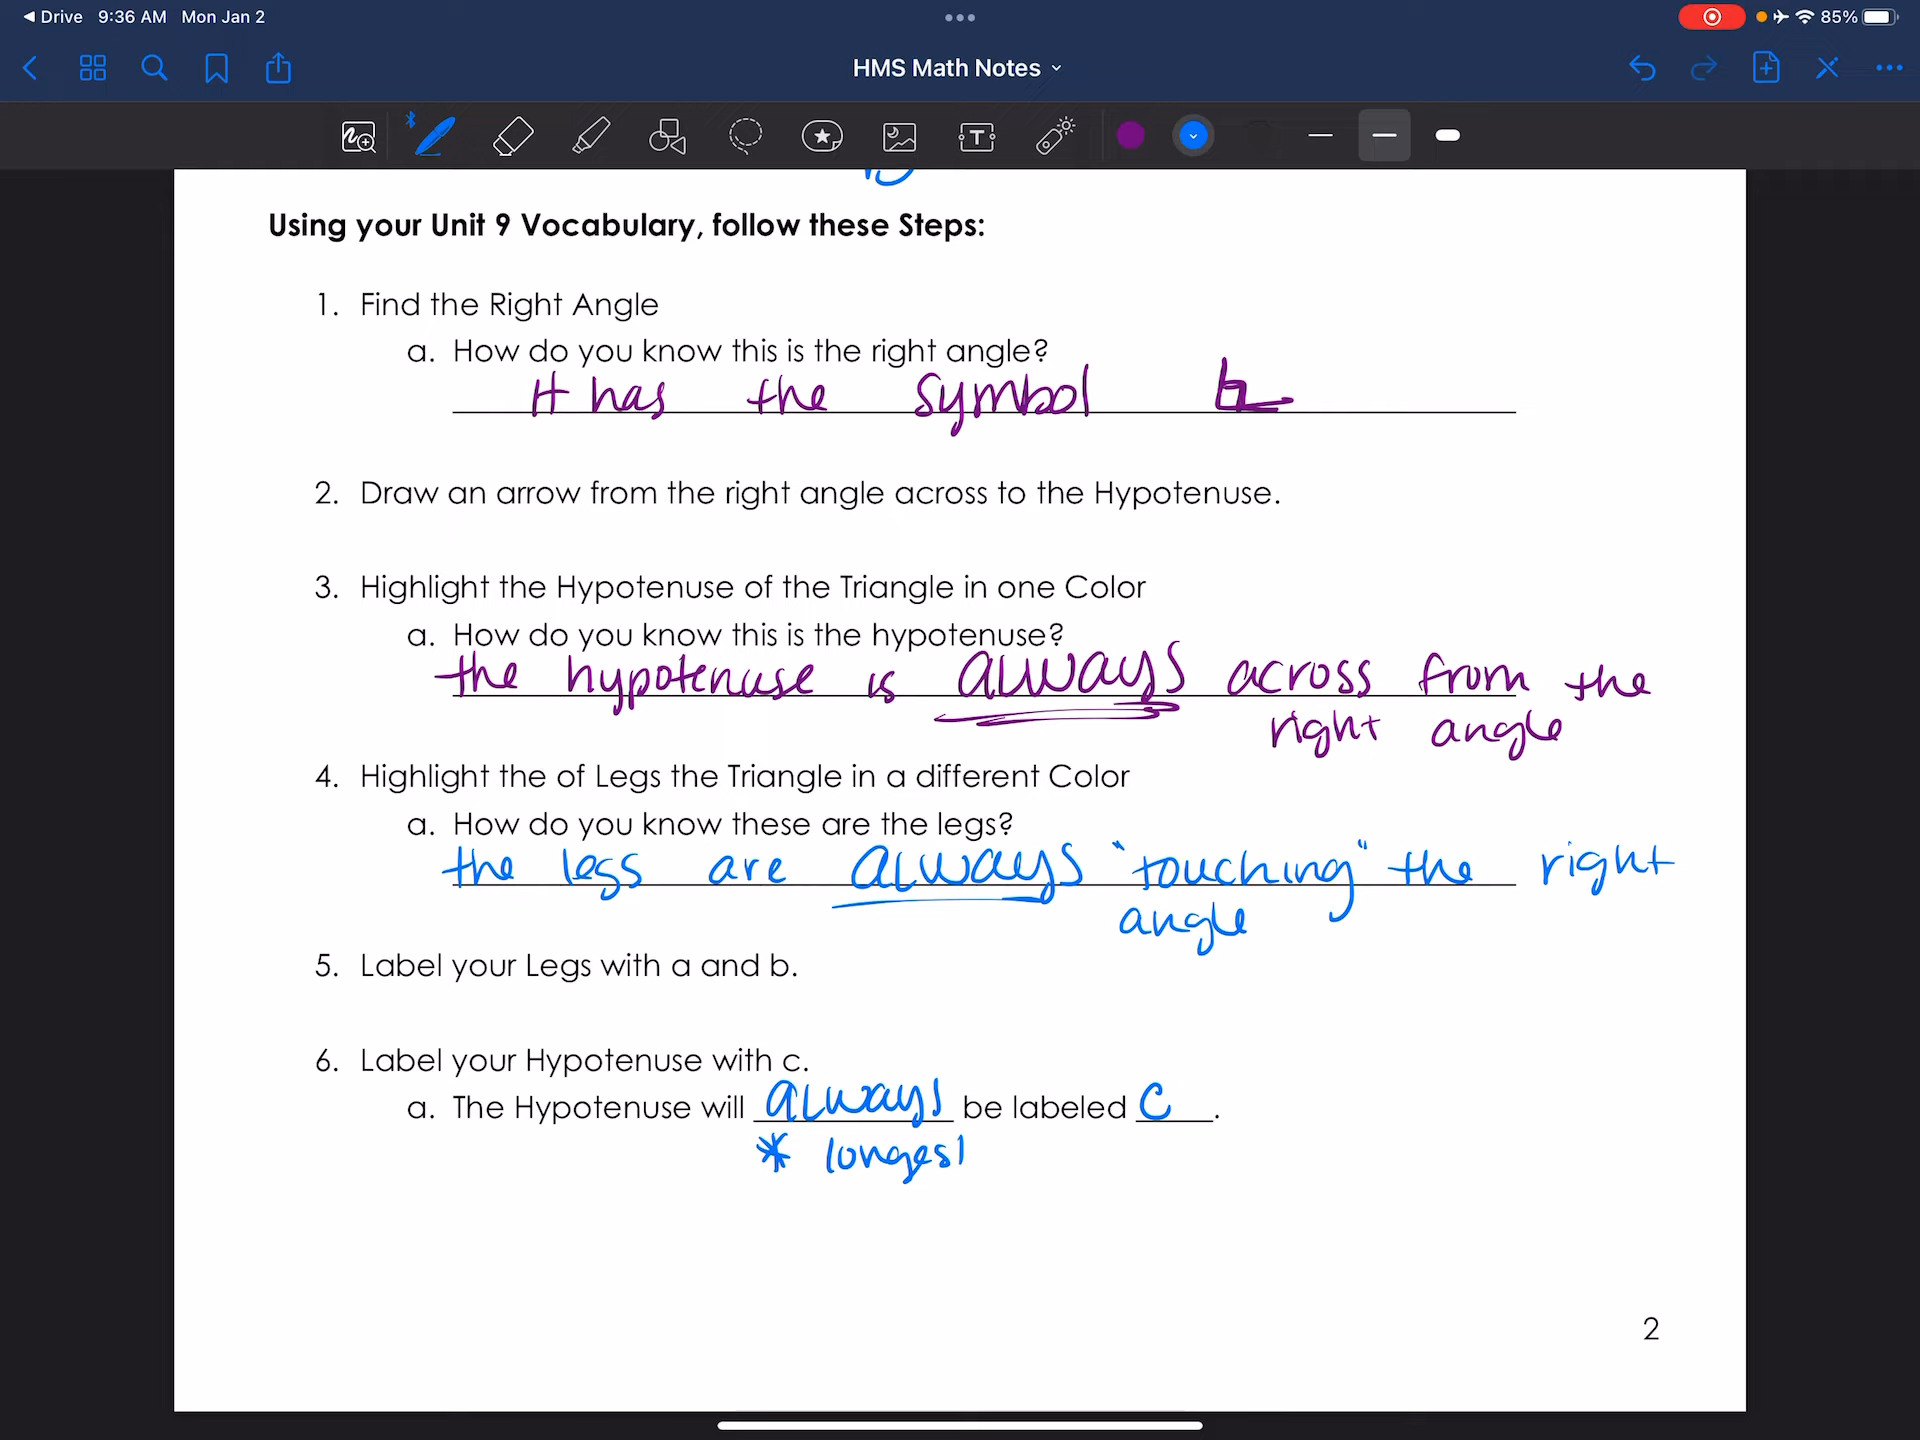 Drive 9:36 AM Mon Jan 2
85%
HMS Math Notes
T
Using your Unit 9 Vocabulary, follow these Steps:
1. Find the Right Angle
a. How do you know this is the right angle?
It has the symbol
2. Draw an arrow from the right angle across to the Hypotenuse.
3. Highlight the Hypotenuse of the Triangle in one Color
a. How do you know this is the hypotenuse?
the hypotenuse is always across from the
right angle
4. Highlight the of Legs the Triangle in a different Color
a. How do you know these are the legs?
the legs are always "touching" the right
angle
5. Label your Legs with a and b.
6. Label your Hypotenuse with c.
a. The Hypotenuse will always be labeled c.
* longest
2